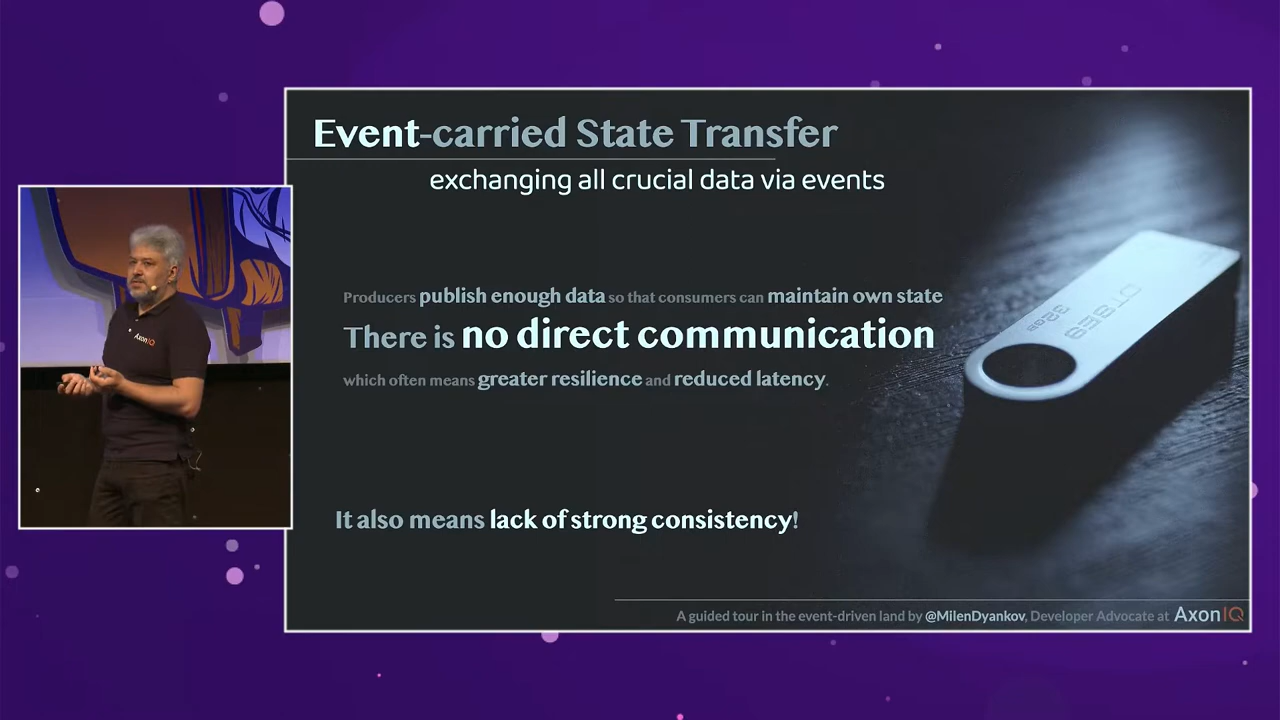 Event-carried State Transfer
exchanging all crucial data via events
Producers publish enough data so that consumers can maintain own state
There is no direct communication
which often means greater resilience and reduced latency.
It also means lack of strong consistency!
A guided tour in the event-driven land by @MilenDyankov, Developer Advocate at AxonIQ
AxonIQ
DTSE9
32GB